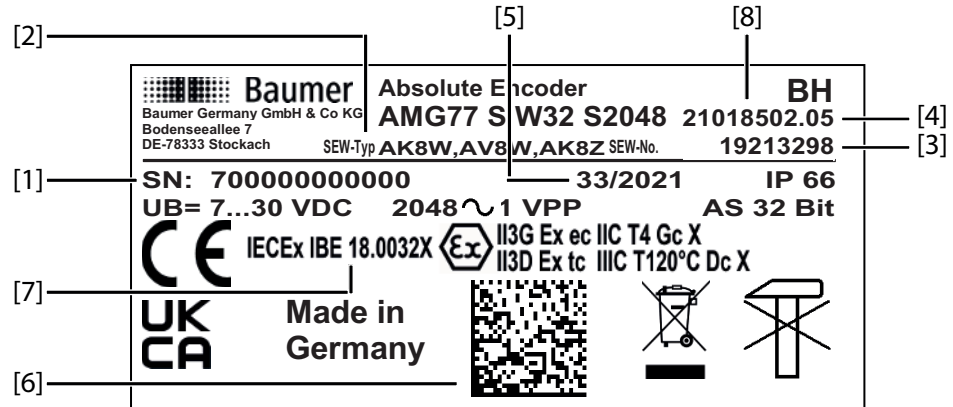 [2]
[5]
[8]
Baumer
Baumer Germany GmbH & Co KG
Bodenseeallee 7
DE-78333 Stockach
Absolute Encoder
BH
AMG77 S W32 S2048
21018502.05
[4]
SEW-Typ AK8W,AV8W,AK8Z SEW-No.
19213298
[3]
[1]
SN: 700000000000
33/2021
IP 66
UB= 7...30 VDC
2048 1 VPP
AS 32 Bit
CE
IECEx IBE 18.0032X
Ex
II3G Ex ec IIC T4 Gc X
II3D Ex tc IIIC T120°C Dc X
[7]
UK
CA
Made in
Germany
[6]